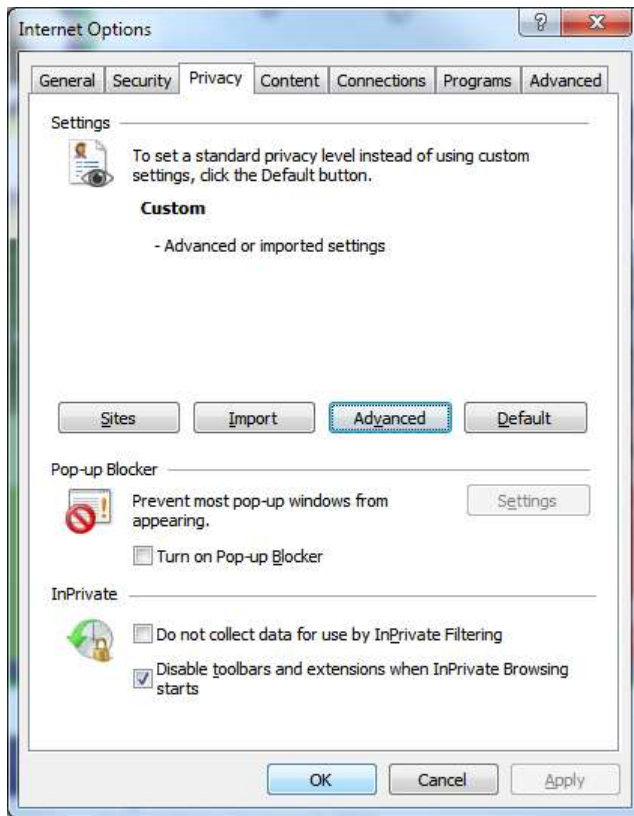 Internet Options
General Security Privacy Content Connections Programs Advanced
Settings
To set a standard privacy level instead of using custom
settings, click the Default button.
Custom
- Advanced or imported settings
Sites Import Advanced Default
Pop-up Blocker
Prevent most pop-up windows from
appearing.
Settings
Turn on Pop-up Blocker
InPrivate
Do not collect data for use by InPrivate Filtering
Disable toolbars and extensions when InPrivate Browsing
starts
OK Cancel Apply